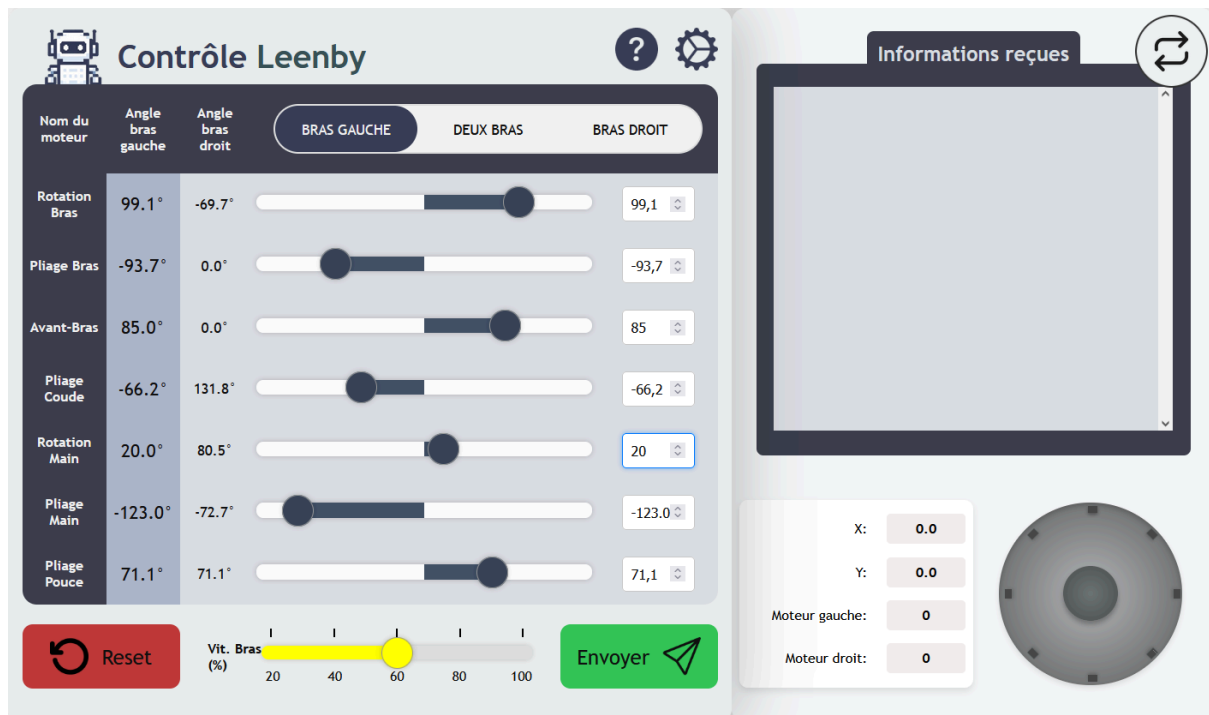 Contrôle Leenby
?
Informations reçues
Nom du
moteur
Angle
bras
gauche
Angle
bras
droit
BRAS GAUCHE
DEUX BRAS
BRAS DROIT
Rotation
Bras
99.1°
-69.7°
99,1
Pliage Bras
-93.7°
0.0°
-93,7
Avant-Bras
85.0°
0.0°
85
Pliage
Coude
-66.2°
131.8°
-66,2
Rotation
Main
20.0°
80.5°
20
Pliage
Main
-123.0°
-72.7°
-123.0
Pliage
Pouce
71.1°
71.1°
71,1
Reset
Vit. Bras
(%)
20 40 60 80 100
Envoyer
X: 0.0
Y: 0.0
Moteur gauche: 0
Moteur droit: 0